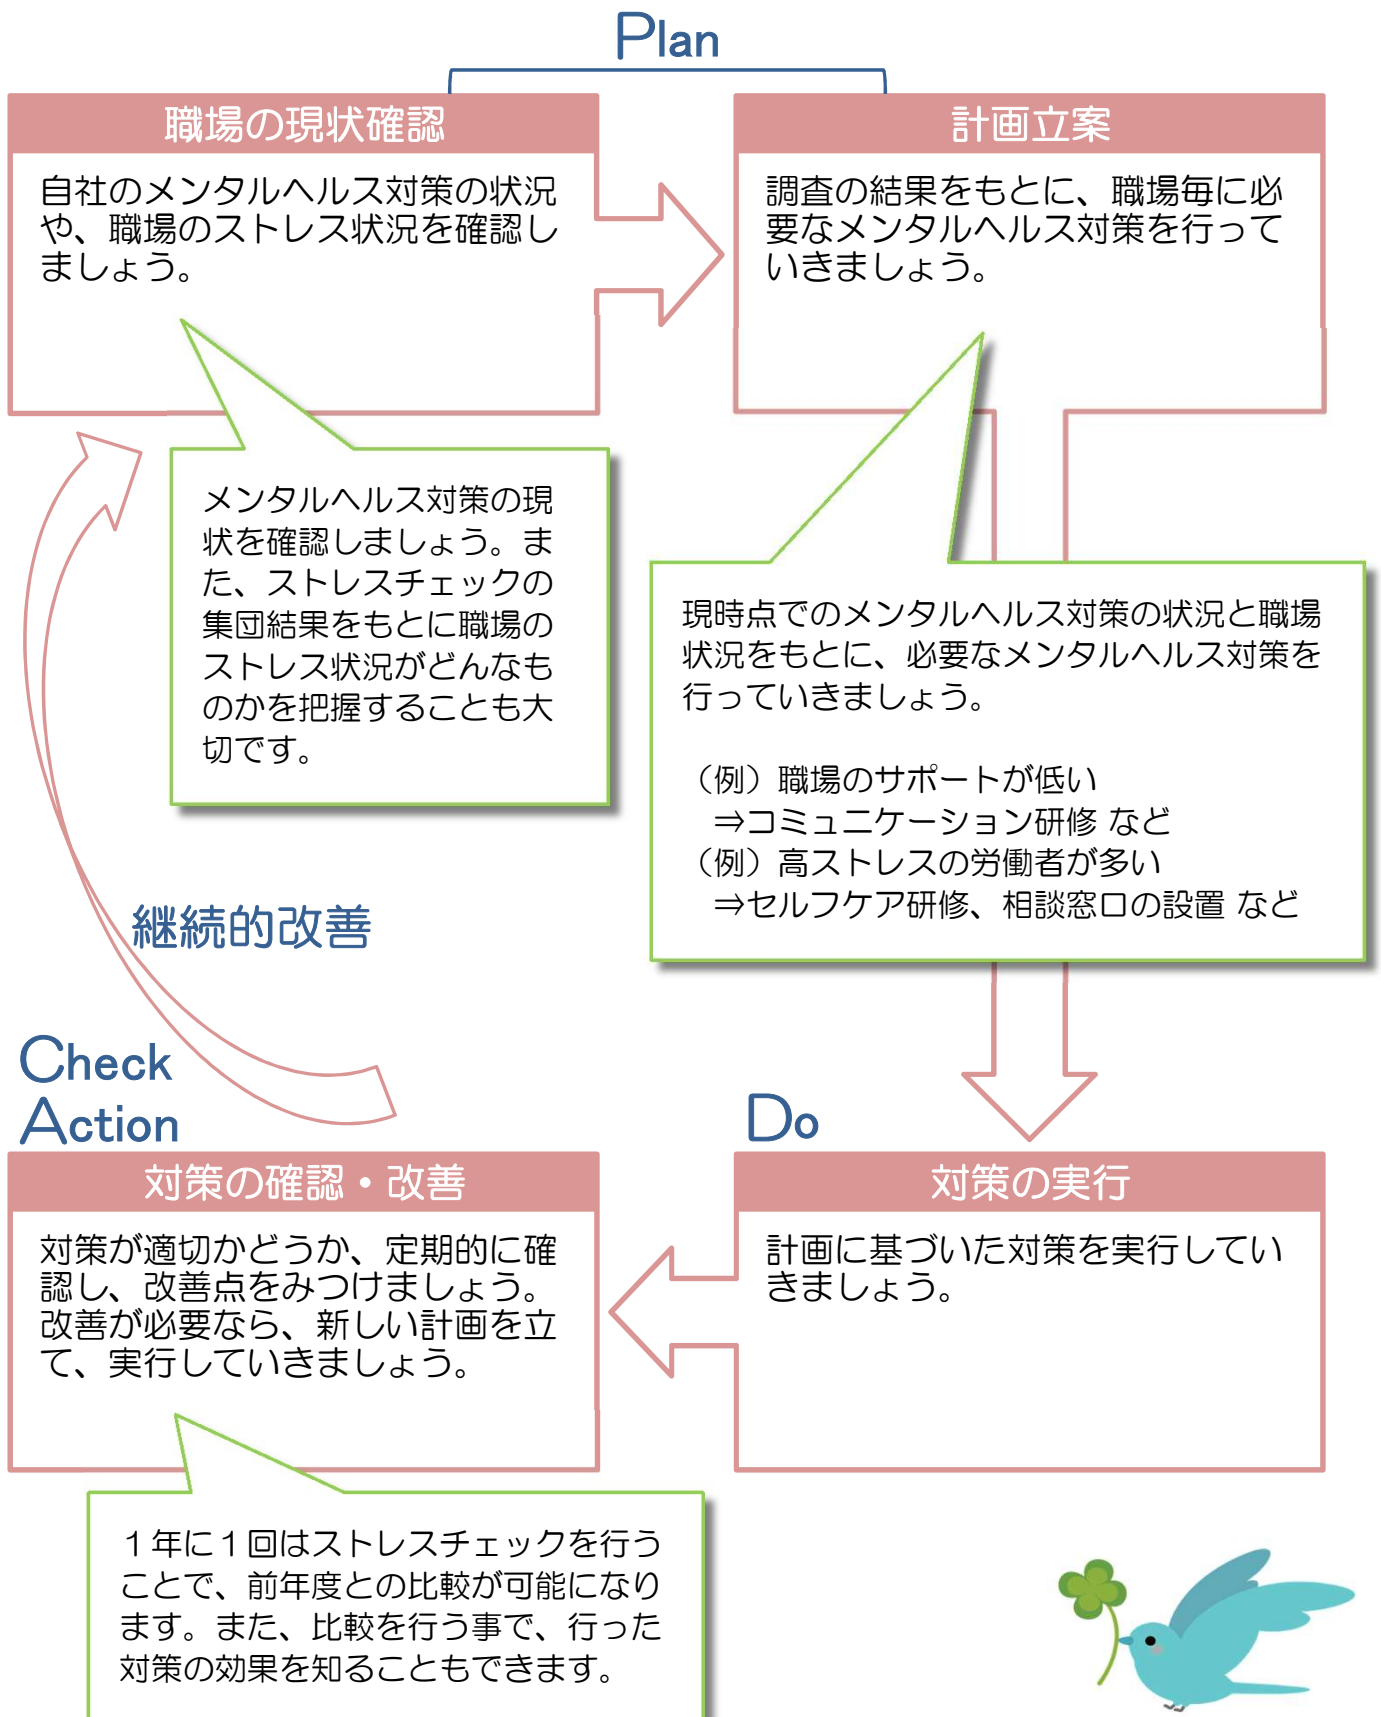 Plan
職場の現状確認
自社のメンタルヘルス対策の状況
や、職場のストレス状況を確認し
ましょう。
計画立案
調査の結果をもとに、職場毎に必
要なメンタルヘルス対策を行って
いきましょう。
メンタルヘルス対策の現
状を確認しましょう。ま
た、ストレスチェックの
集団結果をもとに職場の
ストレス状況がどんなも
のかを把握することも大
切です。
現時点でのメンタルヘルス対策の状況と職場
状況をもとに、必要なメンタルヘルス対策を
行っていきましょう。
（例）職場のサポートが低い
⇒コミュニケーション研修 など
（例）高ストレスの労働者が多い
⇒セルフケア研修、相談窓口の設置 など
継続的改善
Check
Action
Do
対策の確認・改善
対策が適切かどうか、定期的に確
認し、改善点をみつけましょう。
改善が必要なら、新しい計画を立
て、実行していきましょう。
対策の実行
計画に基づいた対策を実行してい
きましょう。
１年に１回はストレスチェックを行う
ことで、前年度との比較が可能になり
ます。また、比較を行う事で、行った
対策の効果を知ることもできます。